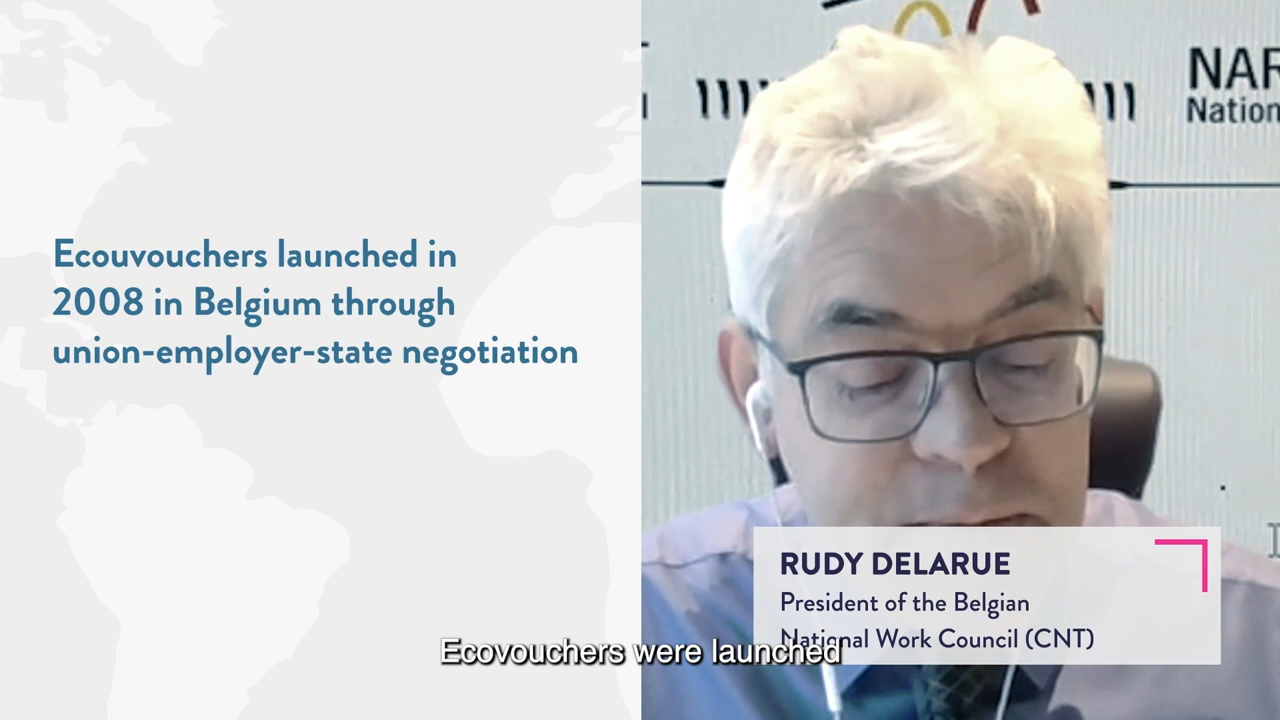 Ecouvouchers launched in
2008 in Belgium through
union-employer-state negotiation
NAR
Nation
RUDY DELARUE
President of the Belgian
National Work Council (CNT)
Ecovouchers were launched